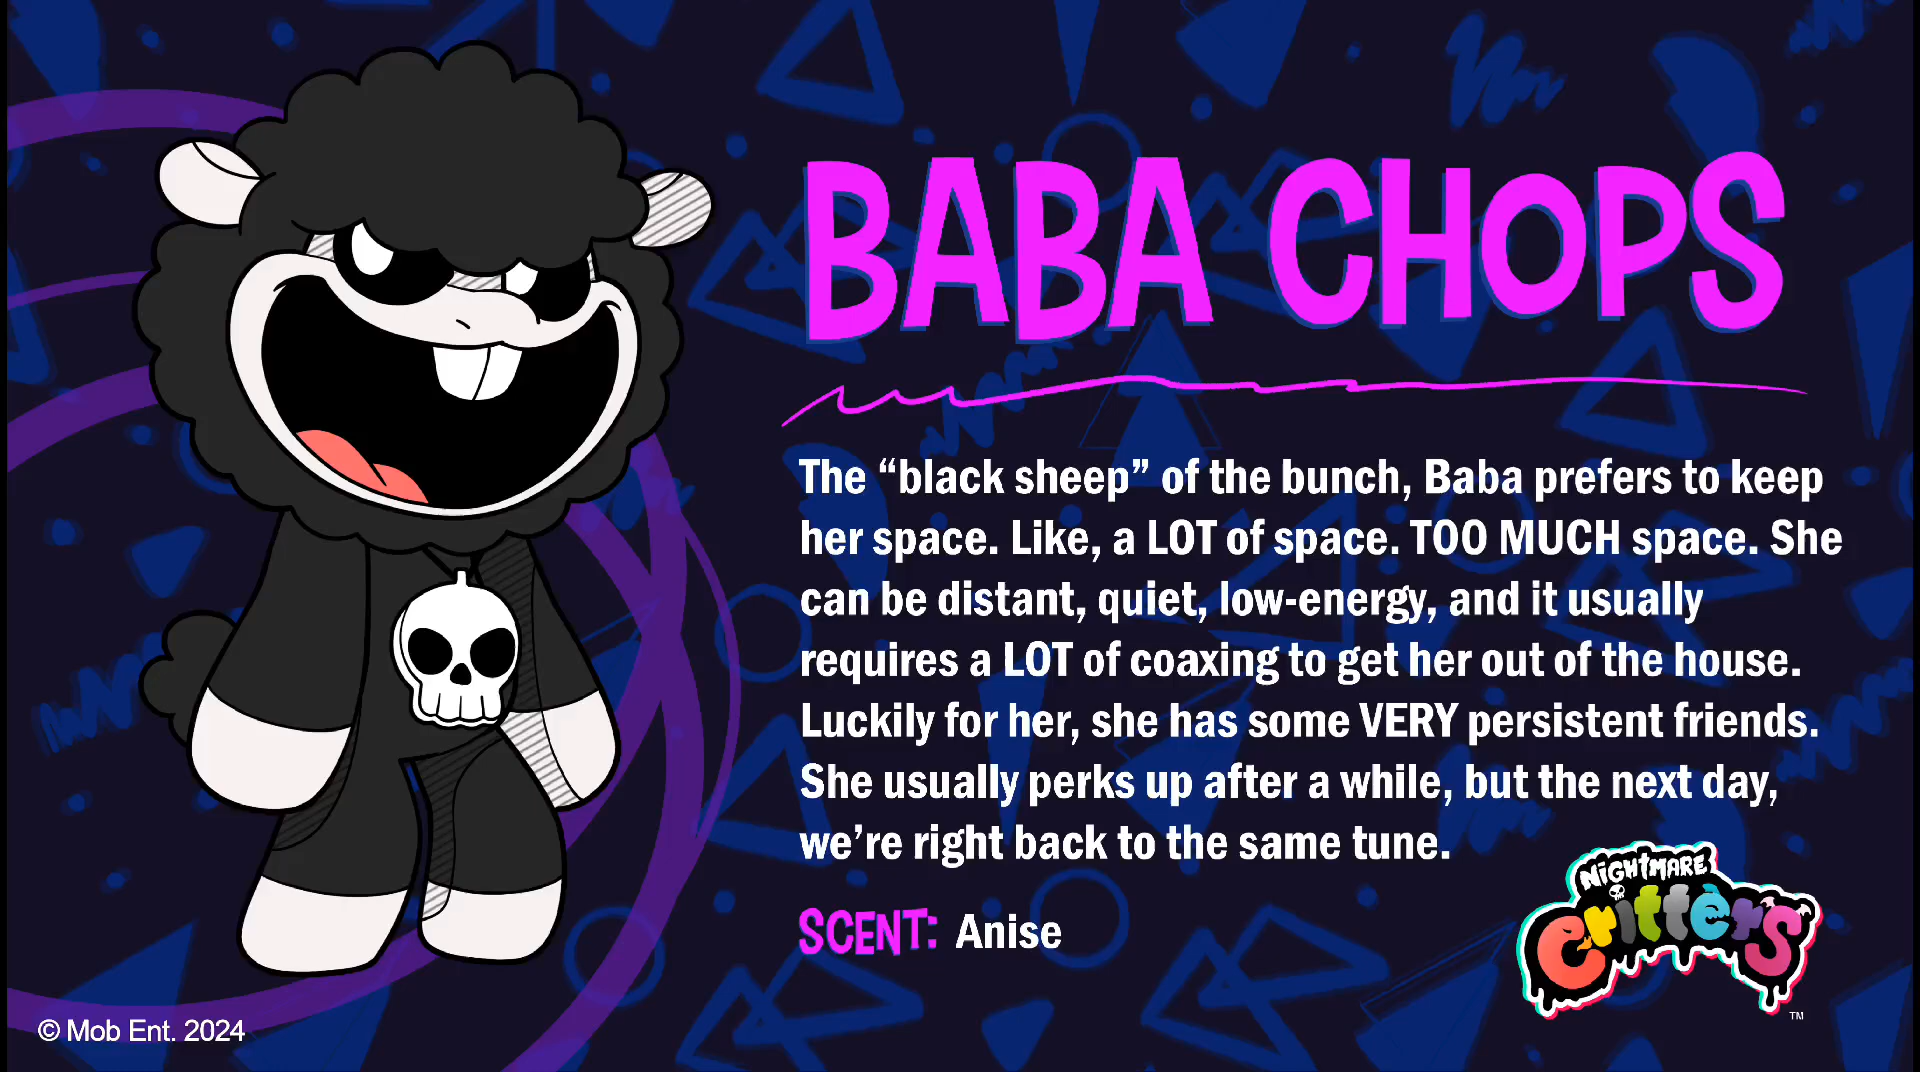 BABA CHOPS
The “black sheep” of the bunch, Baba prefers to keep
her space. Like, a LOT of space. TOO MUCH space. She
can be distant, quiet, low-energy, and it usually
requires a LOT of coaxing to get her out of the house.
Luckily for her, she has some VERY persistent friends.
She usually perks up after a while, but the next day,
we’re right back to the same tune.
SCENT: Anise
NiGHTMARE
critters
TM
© Mob Ent. 2024